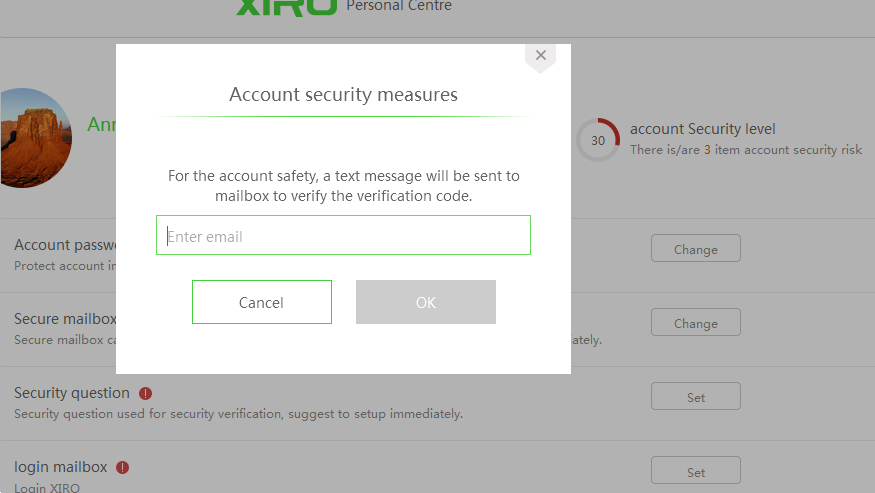 XIRO Personal Centre
×
Account security measures
Ann
30
account Security level
There is/are 3 item account security risk
For the account safety, a text message will be sent to
mailbox to verify the verification code.
Enter email
Cancel
OK
Account
Protect account
Change
Secure mailbox
Secure mailbox
Change
Security question
Security question used for security verification, suggest to setup immediately.
Set
login mailbox
Login XIRO
Set